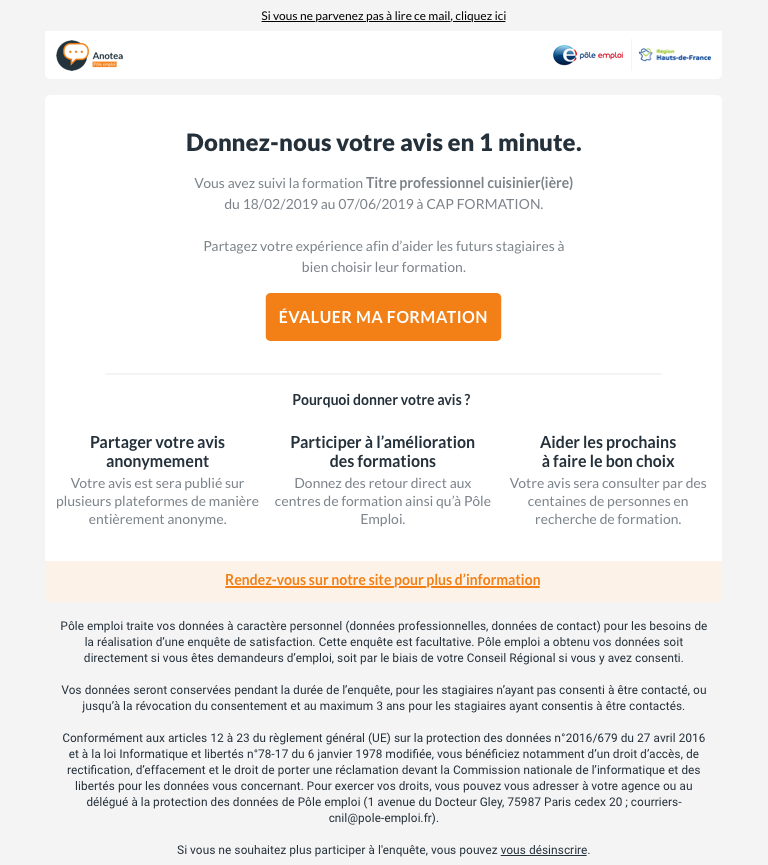 Si vous ne parvenez pas à lire ce mail, cliquez ici
Anotea
Pôle emploi
pôle emploi
Région
Hauts-de-France
Donnez-nous votre avis en 1 minute.
Vous avez suivi la formation Titre professionnel cuisinier(ière)
du 18/02/2019 au 07/06/2019 à CAP FORMATION.
Partagez votre expérience afin d'aider les futurs stagiaires à
bien choisir leur formation.
ÉVALUER MA FORMATION
Pourquoi donner votre avis ?
Partager votre avis
anonymement
Votre avis est sera publié sur
plusieurs plateformes de manière
entièrement anonyme.
Participer à l'amélioration
des formations
Donnez des retour direct aux
centres de formation ainsi qu'à Pôle
Emploi.
Aider les prochains
à faire le bon choix
Votre avis sera consulter par des
centaines de personnes en
recherche de formation.
Rendez-vous sur notre site pour plus d'information
Pôle emploi traite vos données à caractère personnel (données professionnelles, données de contact) pour les besoins de
la réalisation d'une enquête de satisfaction. Cette enquête est facultative. Pôle emploi a obtenu vos données soit
directement si vous êtes demandeurs d'emploi, soit par le biais de votre Conseil Régional si vous y avez consenti.
Vos données seront conservées pendant la durée de l'enquête, pour les stagiaires n'ayant pas consenti à être contacté, ou
jusqu'à la révocation du consentement et au maximum 3 ans pour les stagiaires ayant consentis à être contactés.
Conformément aux articles 12 à 23 du règlement général (UE) sur la protection des données n°2016/679 du 27 avril 2016
et à la loi Informatique et libertés n°78-17 du 6 janvier 1978 modifiée, vous bénéficiez notamment d'un droit d'accès, de
rectification, d'effacement et le droit de porter une réclamation devant la Commission nationale de l'informatique et des
libertés pour les données vous concernant. Pour exercer vos droits, vous pouvez vous adresser à votre agence ou au
délégué à la protection des données de Pôle emploi (1 avenue du Docteur Gley, 75987 Paris cedex 20 ; courriers-
cnil@pole-emploi.fr).
Si vous ne souhaitez plus participer à l'enquête, vous pouvez vous désinscrire.